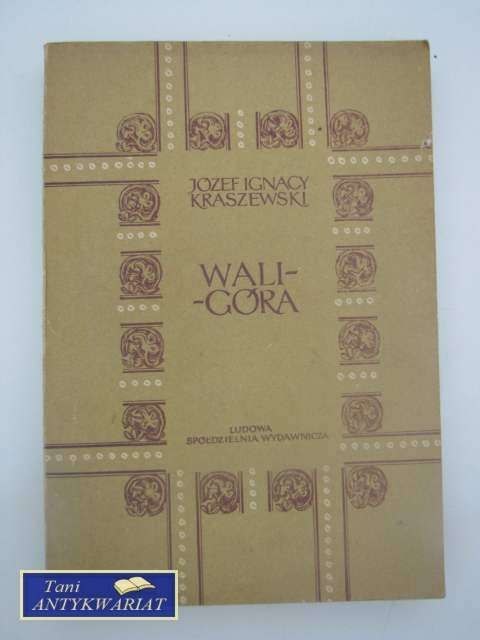 JÓZEF IGNACY
KRASZEWSKI
WALI-
-GÓRA
LUDOWA
SPÓŁDZIELNIA WYDAWNICZA
Tani
ANTYKWARIAT